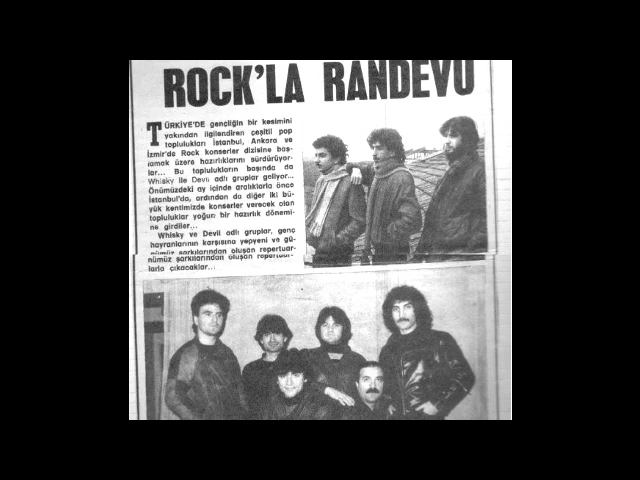 ROCK'LA RANDEVU
TÜRKİYE'DE gençliğin bir kesimini
yakından ilgilendiren çeşitli pop
toplulukları İstanbul, Ankara ve
İzmir'de Rock konserler dizisine baş-
lamak üzere hazırlıklarını sürdürüyor-
lar... Bu toplulukların başında da
Whisky ile Devil adlı gruplar geliyor...
Önümüzdeki ay içinde aralıklarla önce
İstanbul'da, ardından da diğer iki bü-
yük kentimizde konserler verecek olan
topluluklar yoğun bir hazırlık dönemi-
ne girdiler...
Whisky ve Devil adlı gruplar, genç
hayranlarının karşısına yepyeni ve gü-
nümüz şarkılarından oluşan repertuar-
nümüz şarkılarından oluşan repertuar-
larla çıkacaklar...